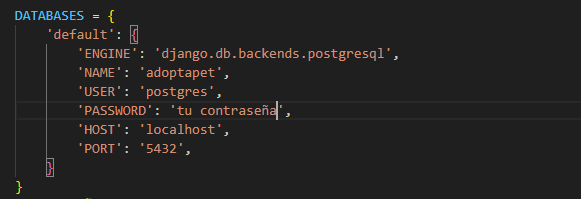 DATABASES = {
    'default': {
        'ENGINE': 'django.db.backends.postgresql',
        'NAME': 'adoptapet',
        'USER': 'postgres',
        'PASSWORD': 'tu contraseña',
        'HOST': 'localhost',
        'PORT': '5432',
    }
}